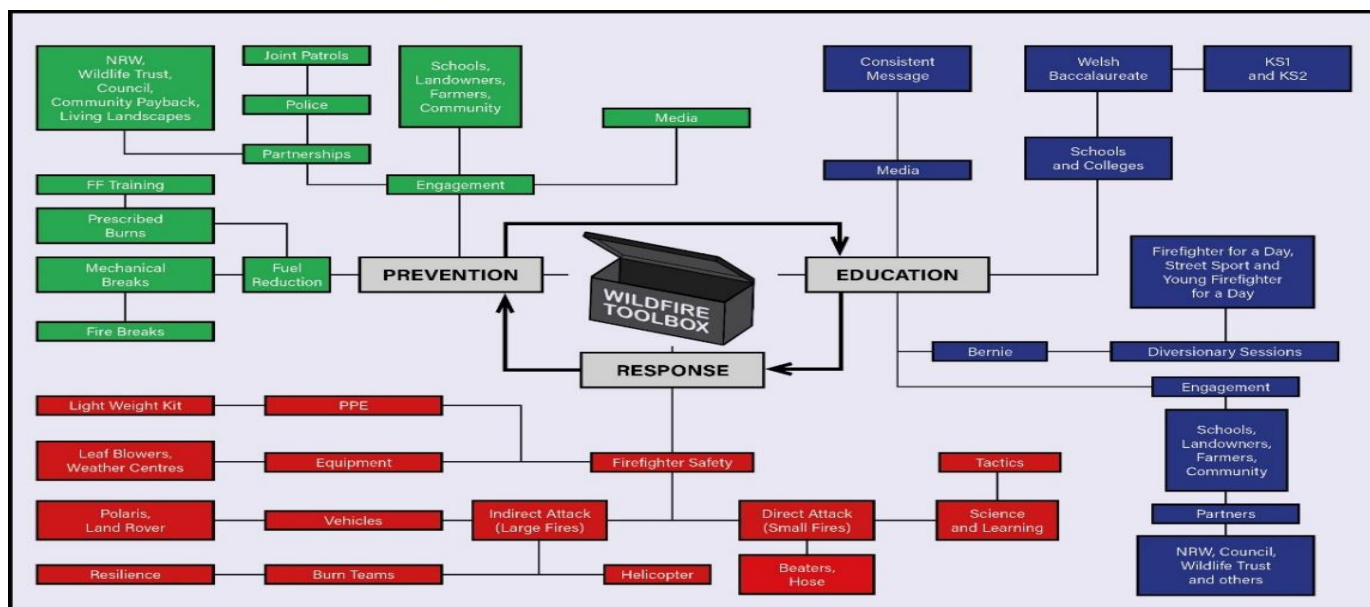 NRW,
Wildlife Trust,
Council,
Community Payback,
Living Landscapes
Joint Patrols
Police
Partnerships
Schools,
Landowners,
Farmers,
Community
Media
Engagement
FF Training
Prescribed
Burns
Mechanical
Breaks
Fuel
Reduction
Fire Breaks
PREVENTION
WILDFIRE
TOOLBOX
EDUCATION
RESPONSE
Consistent
Message
Media
Welsh
Baccalaureate
KS1
and KS2
Schools
and Colleges
Firefighter for a Day,
Street Sport and
Young Firefighter
for a Day
Bernie
Diversionary Sessions
Engagement
Schools,
Landowners,
Farmers,
Community
Partners
NRW, Council,
Wildlife Trust
and others
Light Weight Kit
PPE
Leaf Blowers,
Weather Centres
Equipment
Firefighter Safety
Polaris,
Land Rover
Vehicles
Indirect Attack
(Large Fires)
Direct Attack
(Small Fires)
Tactics
Science
and Learning
Resilience
Burn Teams
Helicopter
Beaters,
Hose